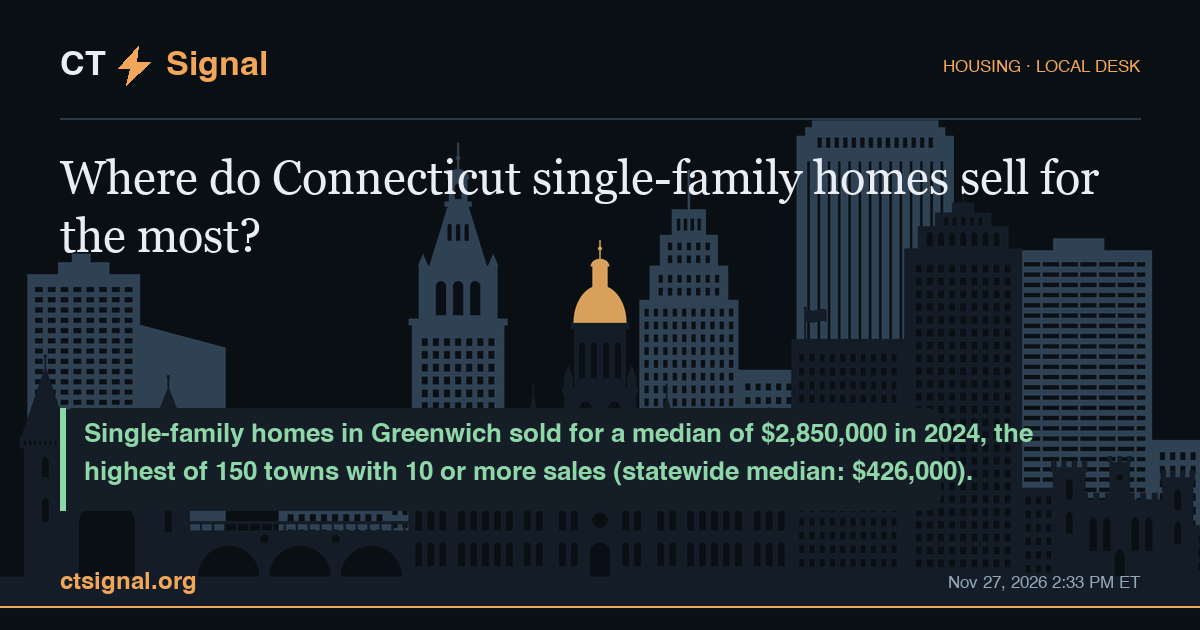 CT Signal
HOUSING · LOCAL DESK
Where do Connecticut single-family homes sell for
the most?
Single-family homes in Greenwich sold for a median of $2,850,000 in 2024, the
highest of 150 towns with 10 or more sales (statewide median: $426,000).
ctsignal.org
Nov 27, 2026 2:33 PM ET